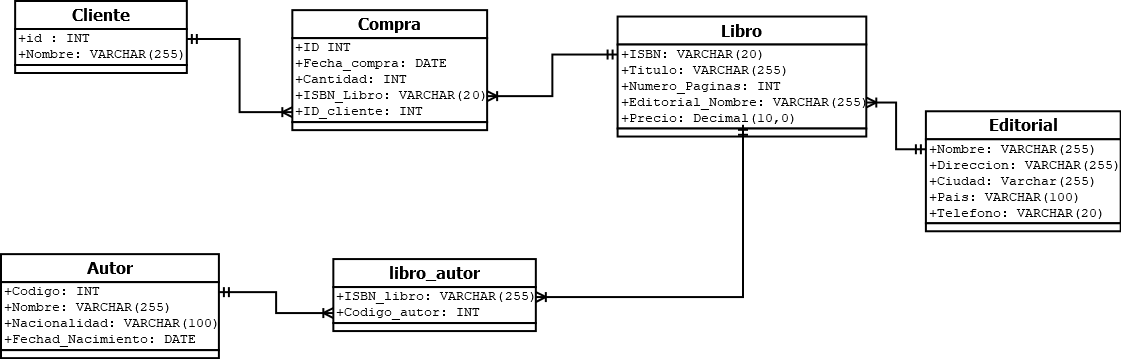 Cliente
+id : INT
+Nombre: VARCHAR(255)
Compra
+ID INT
+Fecha_compra: DATE
+Cantidad: INT
+ISBN_Libro: VARCHAR(20)
+ID_cliente: INT
Libro
+ISBN: VARCHAR(20)
+Titulo: VARCHAR(255)
+Numero_Paginas: INT
+Editorial_Nombre: VARCHAR(255)
+Precio: Decimal(10,0)
Editorial
+Nombre: VARCHAR(255)
+Direccion: VARCHAR(255)
+Ciudad: Varchar(255)
+Pais: VARCHAR(100)
+Telefono: VARCHAR(20)
Autor
+Codigo: INT
+Nombre: VARCHAR(255)
+Nacionalidad: VARCHAR(100)
+Fechad_Nacimiento: DATE
libro_autor
+ISBN_libro: VARCHAR(255)
+Codigo_autor: INT